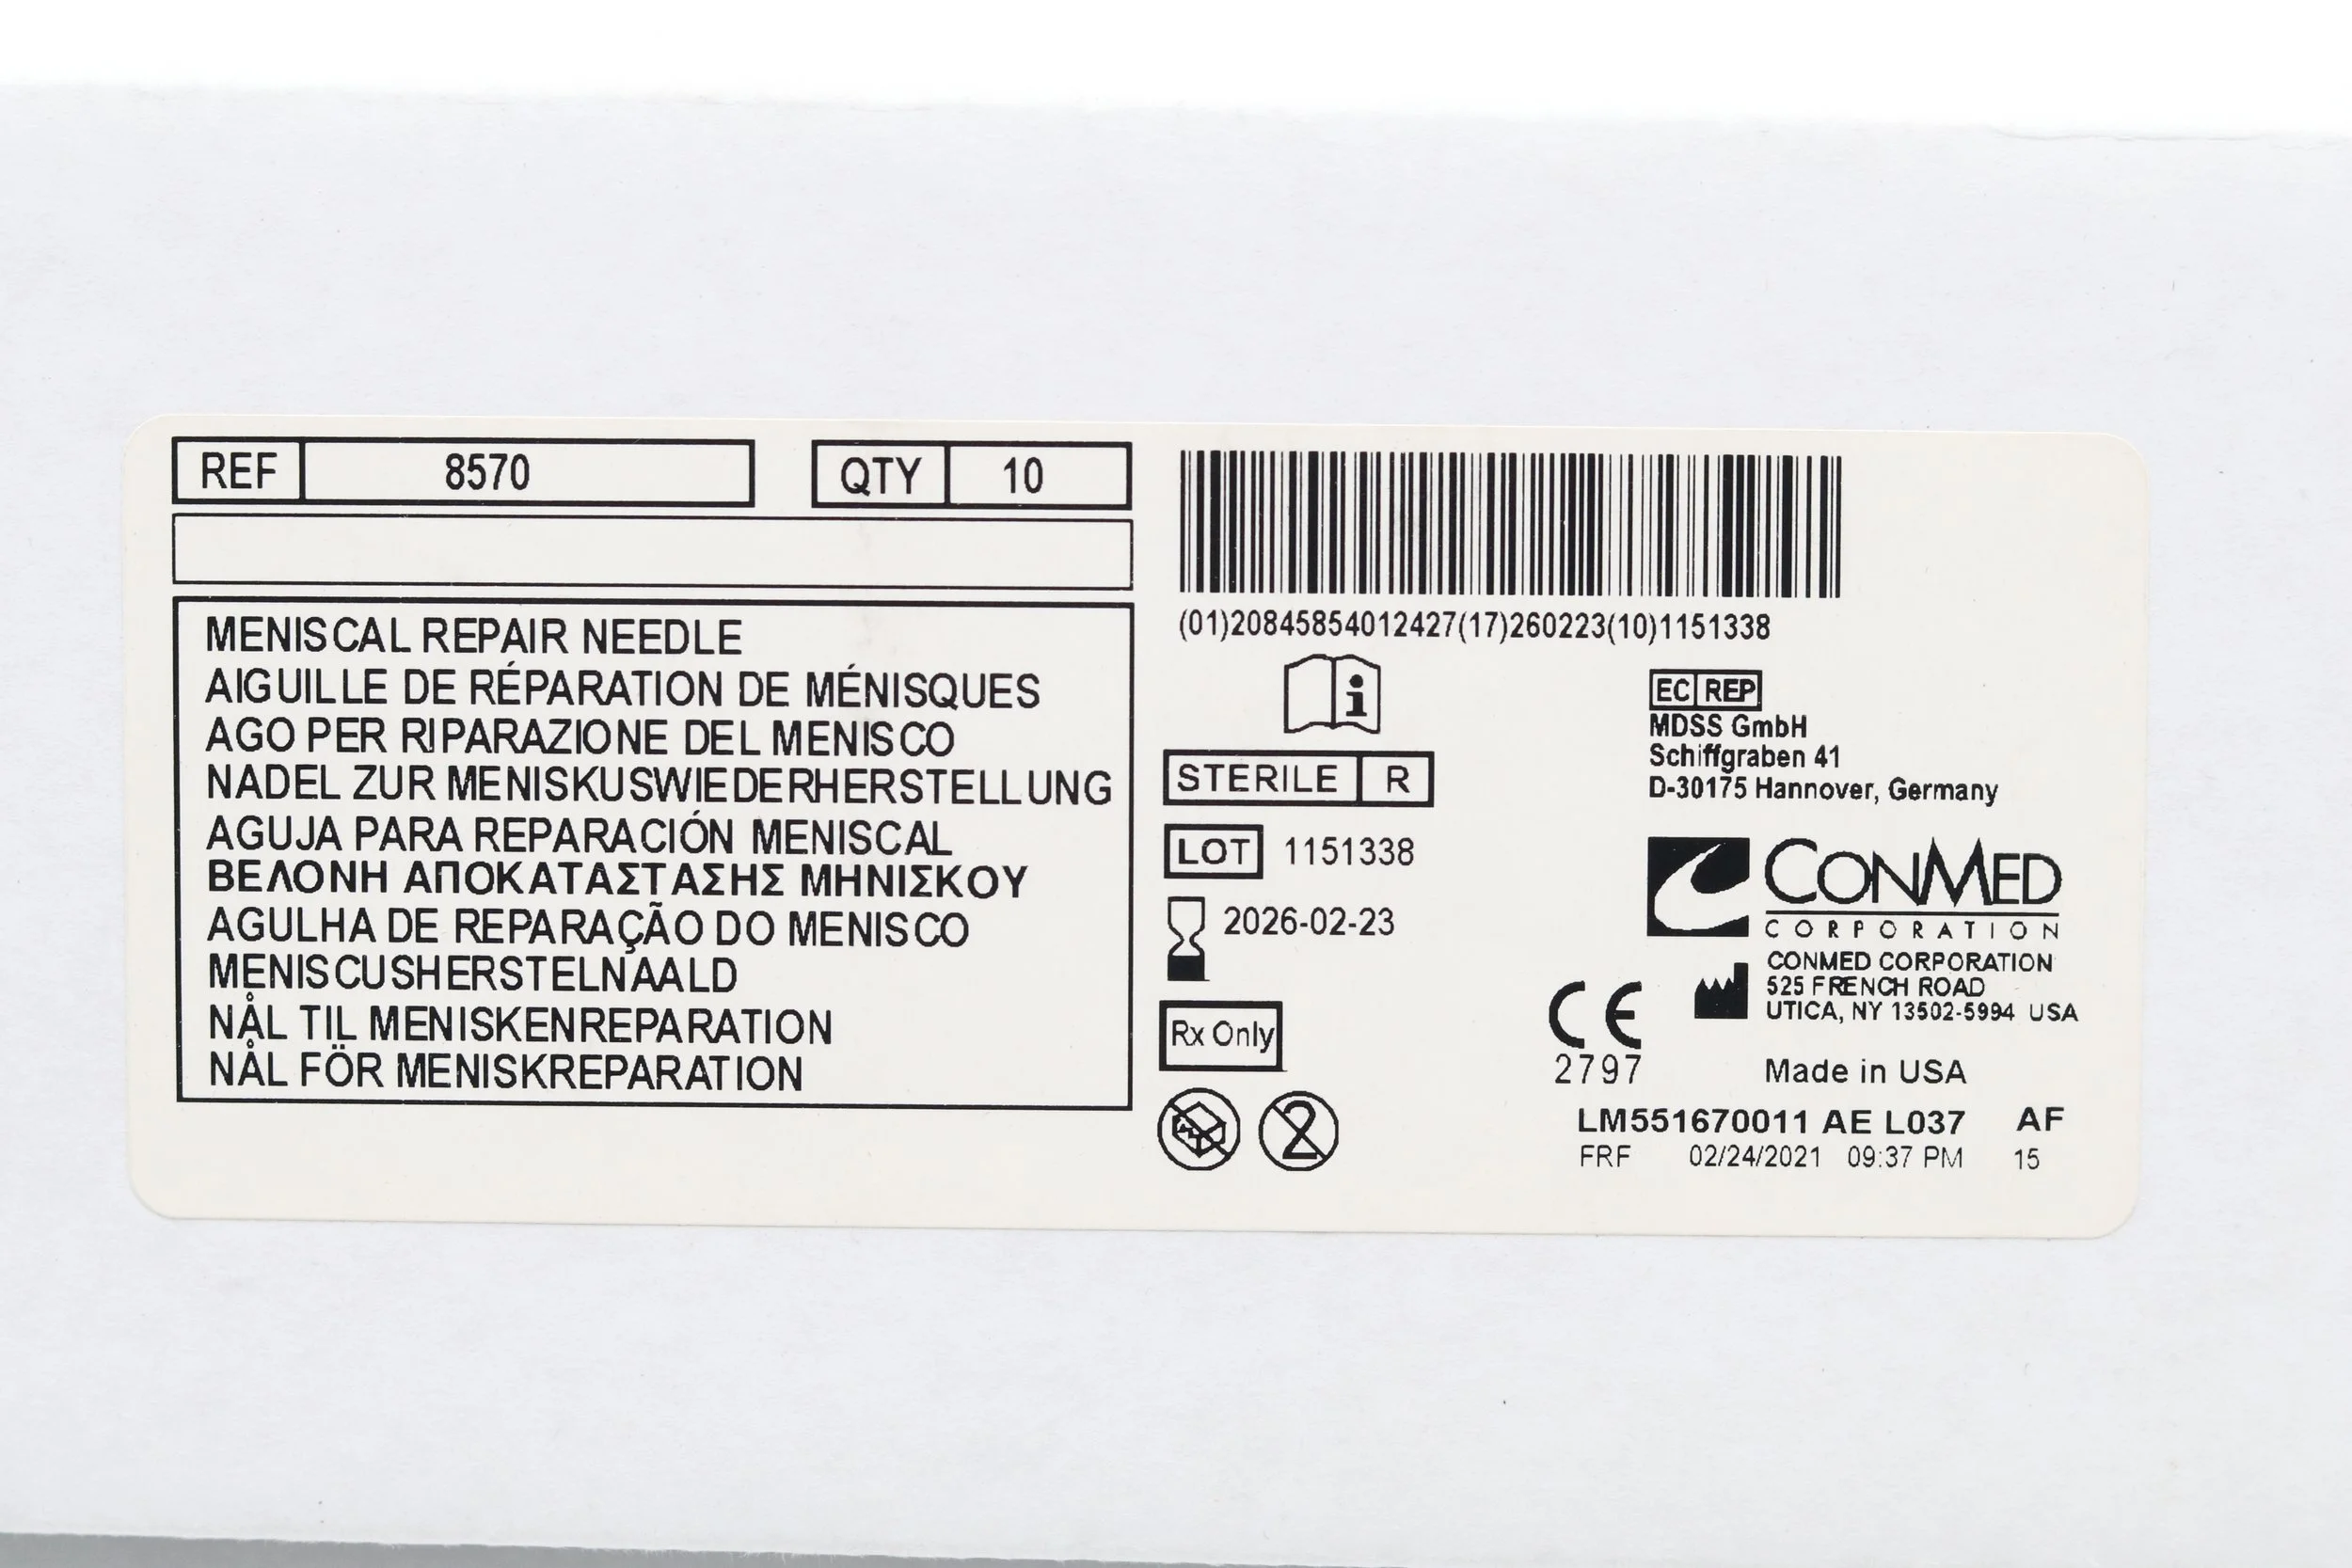 REF 8570 QTY 10
MENISCAL REPAIR NEEDLE
AIGUILLE DE RÉPARATION DE MÉNISQUES
AGO PER RIPARAZIONE DEL MENISCO
NADEL ZUR MENISKUSWIEDERHERSTELLUNG
AGUJA PARA REPARACIÓN MENISCAL
ΒΕΛΟΝΗ ΑΠΟΚΑΤΑΣΤΑΣΗΣ ΜΗΝΙΣΚΟΥ
AGULHA DE REPARAÇÃO DO MENISCO
MENISCUSHERSTELNAALD
NÅL TIL MENISKENREPARATION
NÅL FÖR MENISKREPARATION
(01)20845854012427(17)260223(10)1151338
i
STERILE R
LOT 1151338
2026-02-23
Rx Only
2
EC REP
MDSS GmbH
Schiffgraben 41
D-30175 Hannover, Germany
CONMED
CORPORATION
CONMED CORPORATION
525 FRENCH ROAD
UTICA, NY 13502-5994 USA
CE
2797
Made in USA
LM551670011 AE L037 AF
FRF 02/24/2021 09:37 PM 15